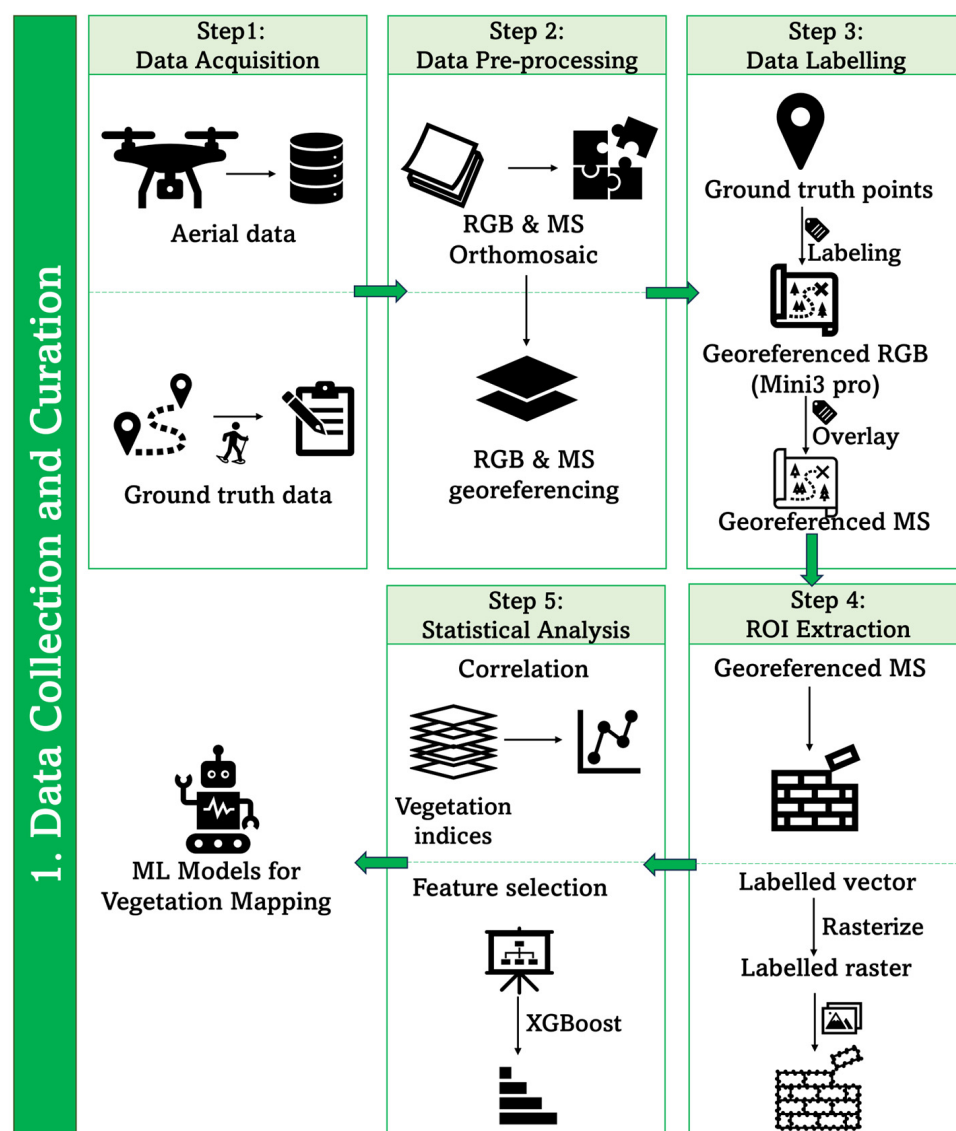 1. Data Collection and Curation
Step1:
Data Acquisition
Aerial data
Ground truth data
Step 2:
Data Pre-processing
RGB & MS
Orthomosaic
RGB & MS
georeferencing
Step 3:
Data Labelling
Ground truth points
Labeling
Georeferenced RGB
(Mini3 pro)
Overlay
Georeferenced MS
Step 4:
ROI Extraction
Georeferenced MS
Labelled vector
Rasterize
Labelled raster
Step 5:
Statistical Analysis
Correlation
Vegetation
indices
Feature selection
XGBoost
ML Models for
Vegetation Mapping